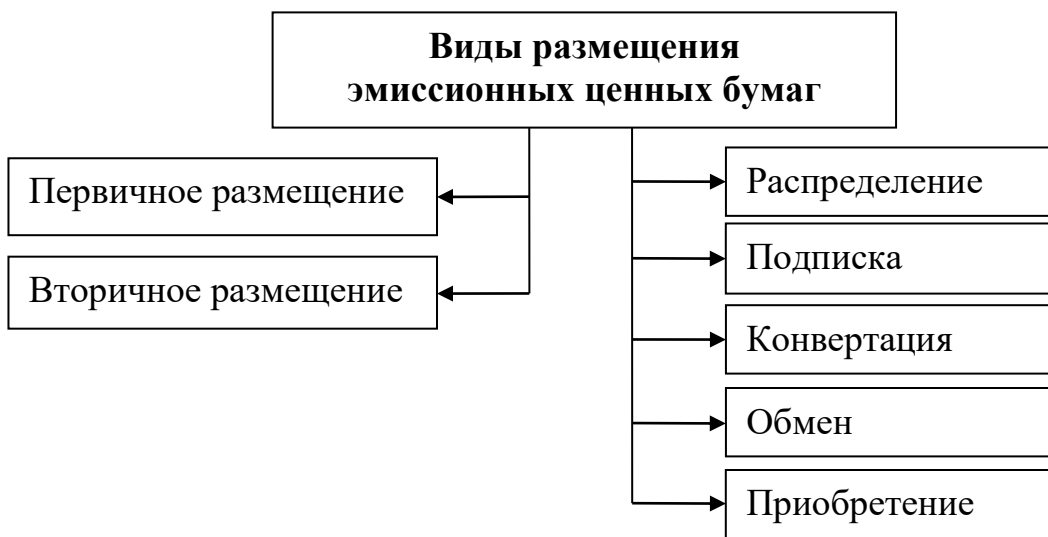 Виды размещения
эмиссионных ценных бумаг
Первичное размещение
Вторичное размещение
Распределение
Подписка
Конвертация
Обмен
Приобретение